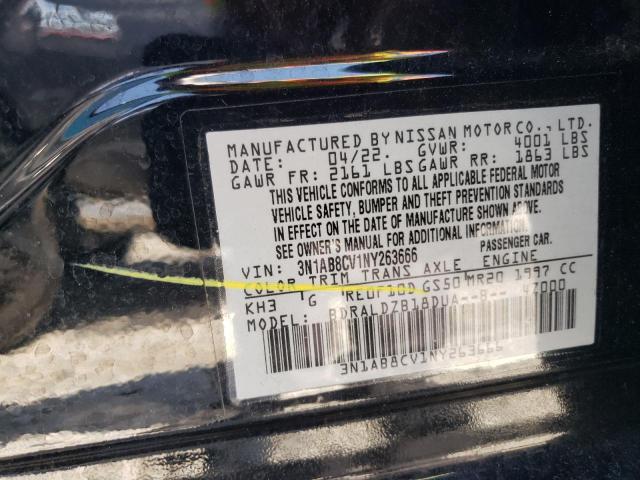 MANUFACTURED BY NISSAN MOTOR CO., LTD.
DATE: 04/22. GVWR: 4001 LBS
GAWR FR: 2161 LBS GAWR RR: 1863 LBS
THIS VEHICLE CONFORMS TO ALL APPLICABLE FEDERAL MOTOR
VEHICLE SAFETY, BUMPER AND THEFT PREVENTION STANDARDS
IN EFFECT ON THE DATE OF MANUFACTURE SHOWN ABOVE.
SEE OWNER'S MANUAL FOR ADDITIONAL INFORMATION.
VIN: 3N1AB8CV1NY263666 PASSENGER CAR.
COLOR TRIM TRANS AXLE ENGINE
KH3 G GS50 MR20 1997 CC
MODEL: BDRALDZB18DUA--B-- 47000
3N1AB8CV1NY263666